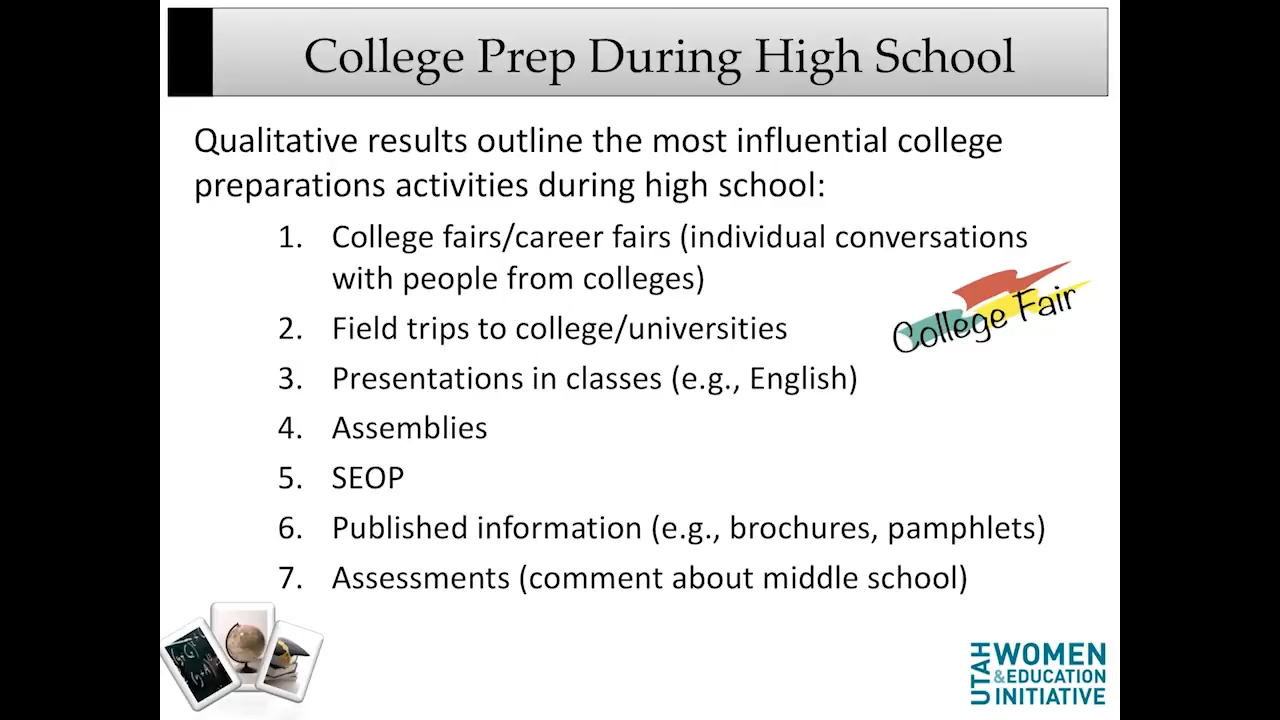 College Prep During High School
Qualitative results outline the most influential college
preparations activities during high school:
1. College fairs/career fairs (individual conversations
with people from colleges)
College Fair
2. Field trips to college/universities
3. Presentations in classes (e.g., English)
4. Assemblies
5. SEOP
6. Published information (e.g., brochures, pamphlets)
7. Assessments (comment about middle school)
UTAH
WOMEN
&EDUCATION
INITIATIVE